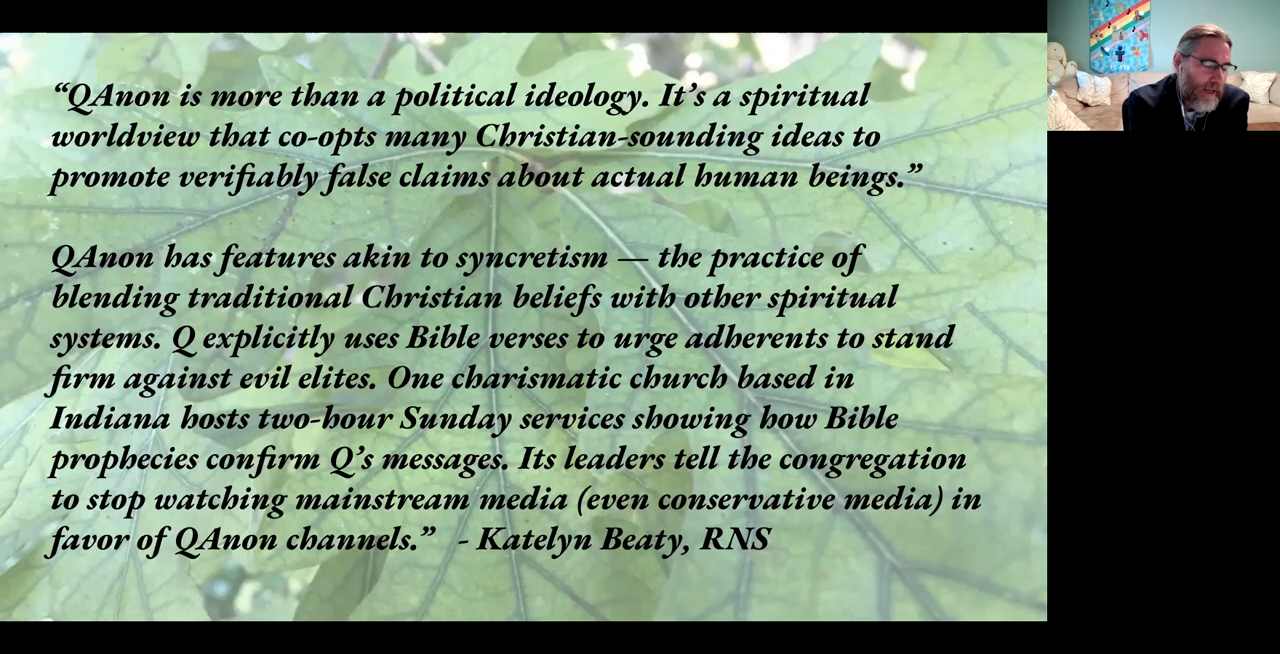 “QAnon is more than a political ideology. It’s a spiritual
worldview that co-opts many Christian-sounding ideas to
promote verifiably false claims about actual human beings.”
QAnon has features akin to syncretism — the practice of
blending traditional Christian beliefs with other spiritual
systems. Q explicitly uses Bible verses to urge adherents to stand
firm against evil elites. One charismatic church based in
Indiana hosts two-hour Sunday services showing how Bible
prophecies confirm Q’s messages. Its leaders tell the congregation
to stop watching mainstream media (even conservative media) in
favor of QAnon channels.” - Katelyn Beaty, RNS